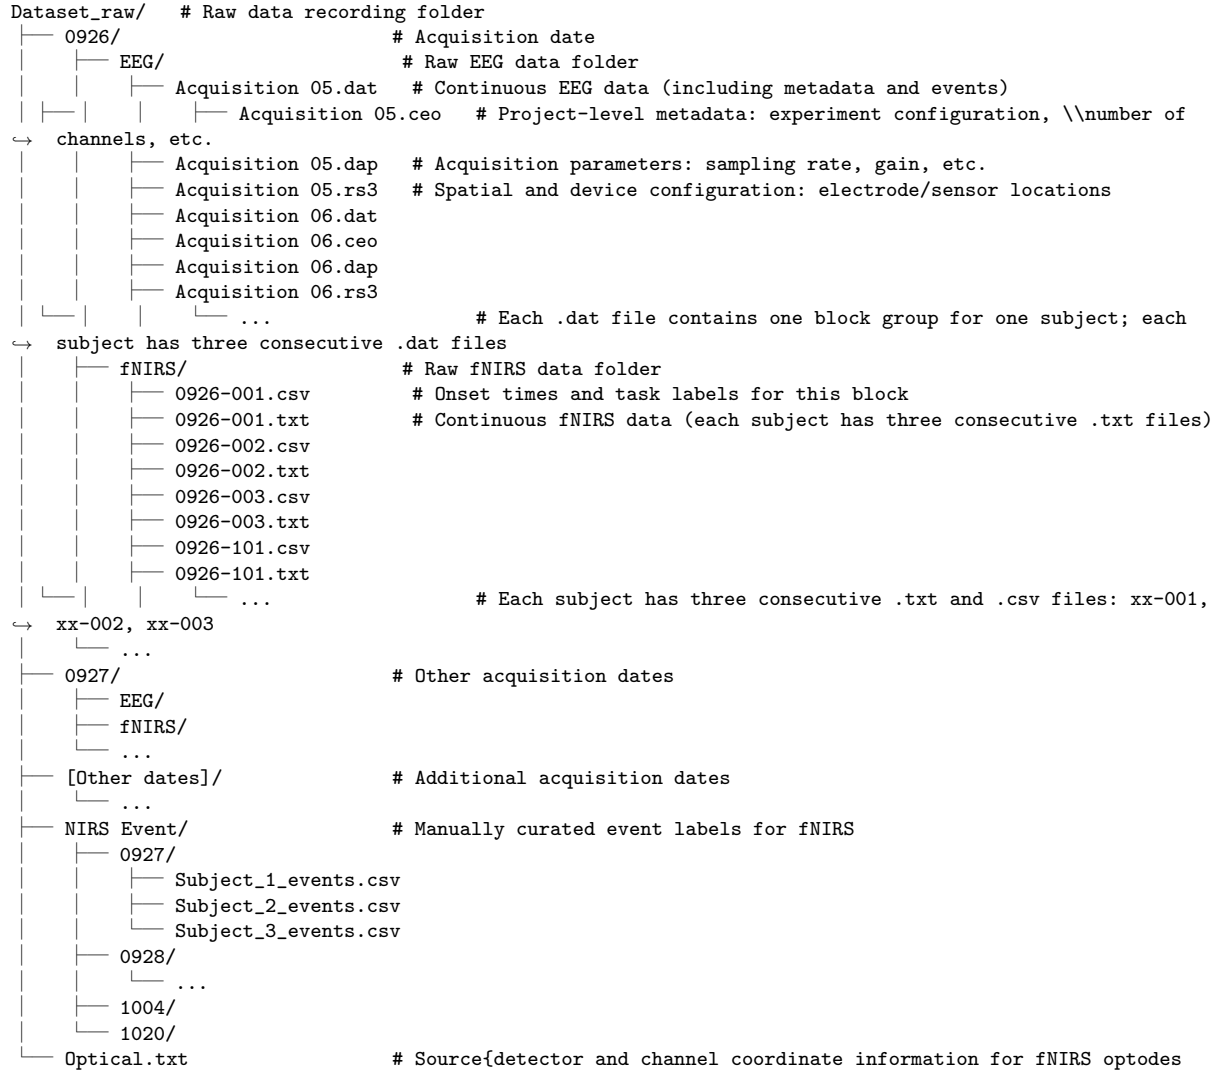 Dataset_raw/   # Raw data recording folder
├── 0926/                         # Acquisition date
│   ├── EEG/                       # Raw EEG data folder
│   │   ├── Acquisition 05.dat   # Continuous EEG data (including metadata and events)
│ ├──│   │   ├── Acquisition 05.ceo   # Project-level metadata: experiment configuration, \\number of
↪  channels, etc.
│   │   ├── Acquisition 05.dap   # Acquisition parameters: sampling rate, gain, etc.
│   │   ├── Acquisition 05.rs3   # Spatial and device configuration: electrode/sensor locations
│   │   ├── Acquisition 06.dat
│   │   ├── Acquisition 06.ceo
│   │   ├── Acquisition 06.dap
│   │   ├── Acquisition 06.rs3
│ └──│   │   └── ...                 # Each .dat file contains one block group for one subject; each
↪  subject has three consecutive .dat files
│   ├── fNIRS/                     # Raw fNIRS data folder
│   │   ├── 0926-001.csv         # Onset times and task labels for this block
│   │   ├── 0926-001.txt         # Continuous fNIRS data (each subject has three consecutive .txt files)
│   │   ├── 0926-002.csv
│   │   ├── 0926-002.txt
│   │   ├── 0926-003.csv
│   │   ├── 0926-003.txt
│   │   ├── 0926-101.csv
│   │   ├── 0926-101.txt
│ └──│   │   └── ...                 # Each subject has three consecutive .txt and .csv files: xx-001,
↪  xx-002, xx-003
│   └── ...
├── 0927/                         # Other acquisition dates
│   ├── EEG/
│   ├── fNIRS/
│   └── ...
├── [Other dates]/                # Additional acquisition dates
│   └── ...
├── NIRS Event/                   # Manually curated event labels for fNIRS
│   ├── 0927/
│   │   ├── Subject_1_events.csv
│   │   ├── Subject_2_events.csv
│   │   └── Subject_3_events.csv
│   ├── 0928/
│   │   └── ...
│   ├── 1004/
│   └── 1020/
└── Optical.txt                   # Source{detector and channel coordinate information for fNIRS optodes